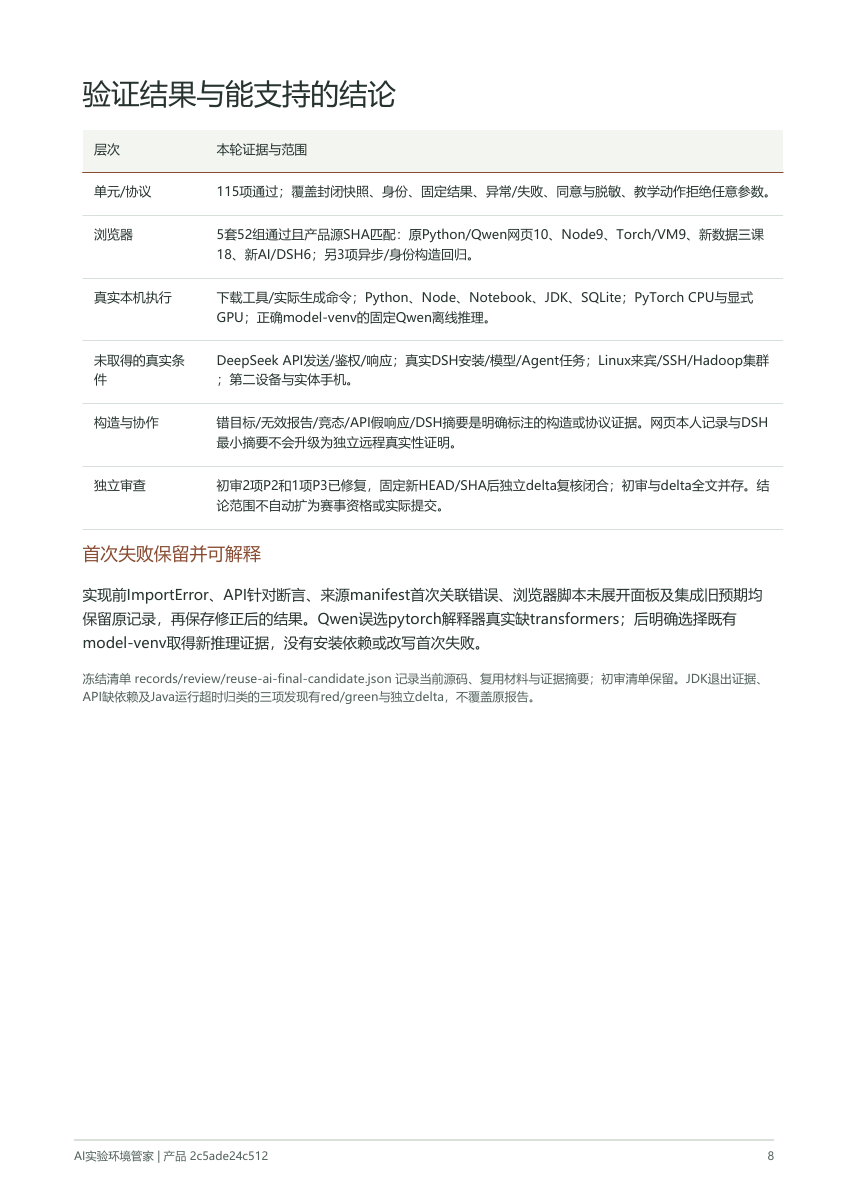 验证结果与能支持的结论
层次 本轮证据与范围
单元/协议 115项通过；覆盖封闭快照、身份、固定结果、异常/失败、同意与脱敏、教学动作拒绝任意参数。
浏览器 5套52组通过且产品源SHA匹配：原Python/Qwen网页10、Node9、Torch/VM9、新数据三课
18、新AI/DSH6；另3项异步/身份构造回归。
真实本机执行 下载工具/实际生成命令；Python、Node、Notebook、JDK、SQLite；PyTorch CPU与显式
GPU；正确model-venv的固定Qwen离线推理。
未取得的真实条 DeepSeek API发送/鉴权/响应；真实DSH安装/模型/Agent任务；Linux来宾/SSH/Hadoop集群
件 ；第二设备与实体手机。
构造与协作 错目标/无效报告/竞态/API假响应/DSH摘要是明确标注的构造或协议证据。网页本人记录与DSH
最小摘要不会升级为独立远程真实性证明。
独立审查 初审2项P2和1项P3已修复，固定新HEAD/SHA后独立delta复核闭合；初审与delta全文并存。结
论范围不自动扩为赛事资格或实际提交。
首次失败保留并可解释
实现前ImportError、API针对断言、来源manifest首次关联错误、浏览器脚本未展开面板及集成旧预期均
保留原记录，再保存修正后的结果。Qwen误选pytorch解释器真实缺transformers；后明确选择既有
model-venv取得新推理证据，没有安装依赖或改写首次失败。
冻结清单 records/review/reuse-ai-final-candidate.json 记录当前源码、复用材料与证据摘要；初审清单保留。JDK退出证据、
API缺依赖及Java运行超时归类的三项发现有red/green与独立delta，不覆盖原报告。
AI实验环境管家 | 产品 2c5ade24c512 8